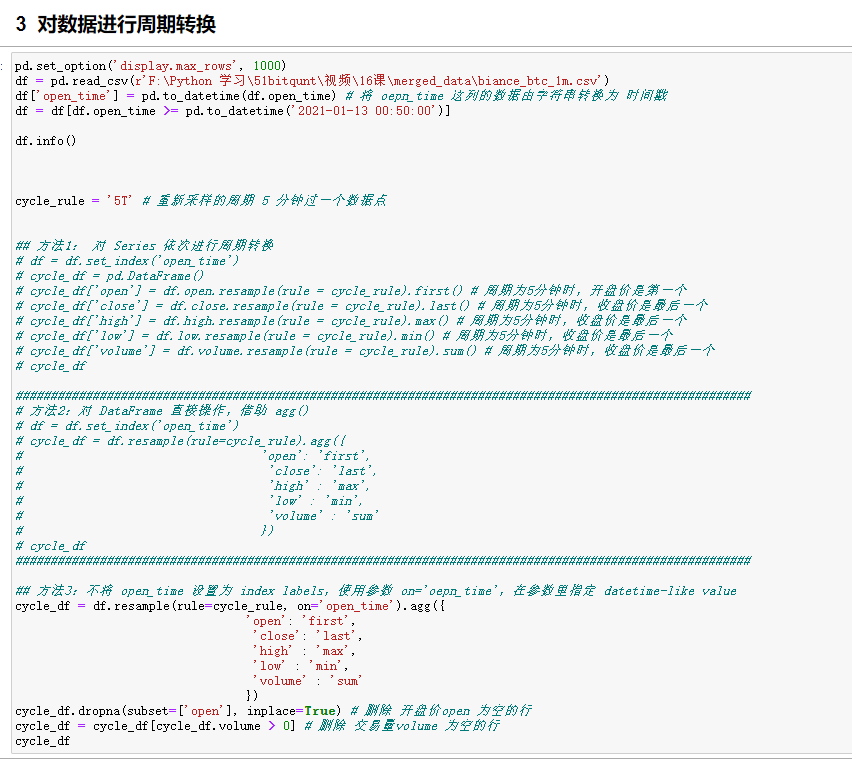 3 对数据进行周期转换
pd.set_option('display.max_rows', 1000)
df = pd.read_csv(r'F:\Python 学习\51bitqunt\视频\16课\merged_data\biance_btc_1m.csv')
df['open_time'] = pd.to_datetime(df.open_time) # 将 oepn_time 这列的数据由字符串转换为 时间戳
df = df[df.open_time >= pd.to_datetime('2021-01-13 00:50:00')]
df.info()
cycle_rule = '5T' # 重新采样的周期 5 分钟过一个数据点
## 方法1: 对 Series 依次进行周期转换
# df = df.set_index('open_time')
# cycle_df = pd.DataFrame()
# cycle_df['open'] = df.open.resample(rule = cycle_rule).first() # 周期为5分钟时，开盘价是第一个
# cycle_df['close'] = df.close.resample(rule = cycle_rule).last() # 周期为5分钟时，收盘价是最后一个
# cycle_df['high'] = df.high.resample(rule = cycle_rule).max() # 周期为5分钟时，收盘价是最后一个
# cycle_df['low'] = df.low.resample(rule = cycle_rule).min() # 周期为5分钟时，收盘价是最后一个
# cycle_df['volume'] = df.volume.resample(rule = cycle_rule).sum() # 周期为5分钟时，收盘价是最后一个
# cycle_df
#########################################################################################################
# 方法2：对 DataFrame 直接操作，借助 agg()
# df = df.set_index('open_time')
# cycle_df = df.resample(rule=cycle_rule).agg({
# 'open': 'first',
# 'close': 'last',
# 'high' : 'max',
# 'low' : 'min',
# 'volume' : 'sum'
# })
# cycle_df
#########################################################################################################
## 方法3：不将 open_time 设置为 index labels，使用参数 on='oepn_time'，在参数里指定 datetime-like value
cycle_df = df.resample(rule=cycle_rule, on='open_time').agg({
'open': 'first',
'close': 'last',
'high' : 'max',
'low' : 'min',
'volume' : 'sum'
})
cycle_df.dropna(subset=['open'], inplace=True) # 删除 开盘价open 为空的行
cycle_df = cycle_df[cycle_df.volume > 0] # 删除 交易量volume 为空的行
cycle_df